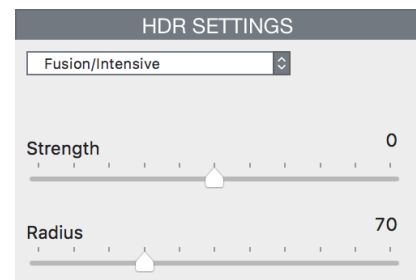 HDR SETTINGS
Fusion/Intensive
Strength 0
Radius 70